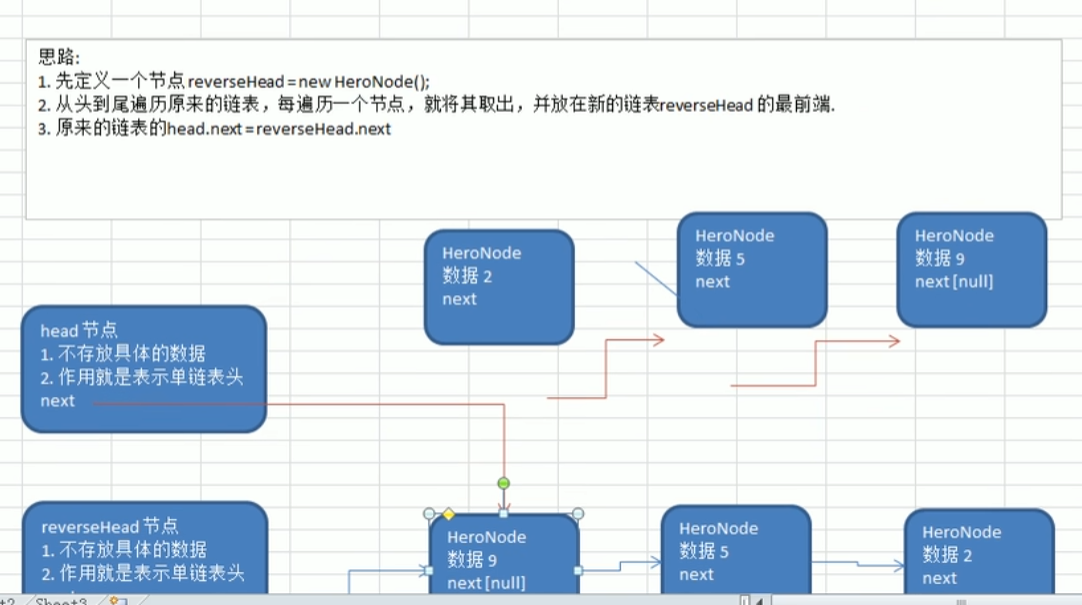 思路:
1. 先定义一个节点 reverseHead = new HeroNode();
2. 从头到尾遍历原来的链表，每遍历一个节点，就将其取出，并放在新的链表reverseHead 的最前端.
3. 原来的链表的head.next = reverseHead.next
HeroNode
数据 2
next
HeroNode
数据 5
next
HeroNode
数据 9
next [null]
head 节点
1. 不存放具体的数据
2. 作用就是表示单链表头
next
reverseHead 节点
1. 不存放具体的数据
2. 作用就是表示单链表头
HeroNode
数据 9
next [null]
HeroNode
数据 5
next
HeroNode
数据 2
next
Sheet3